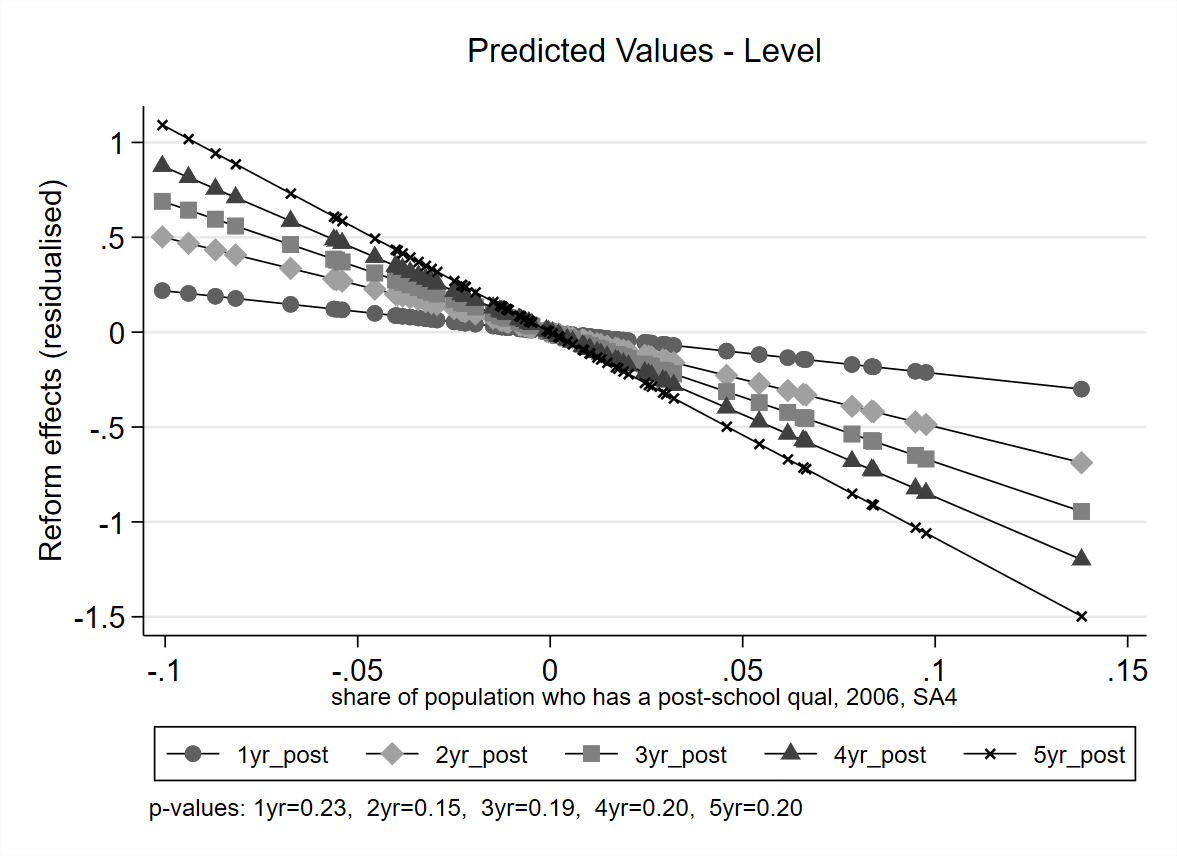 Predicted Values - Level
Reform effects (residualised)
1
.5
0
-.5
-1
-1.5
-.1 -.05 0 .05 .1 .15
share of population who has a post-school qual, 2006, SA4
1yr_post 2yr_post 3yr_post 4yr_post 5yr_post
p-values: 1yr=0.23, 2yr=0.15, 3yr=0.19, 4yr=0.20, 5yr=0.20